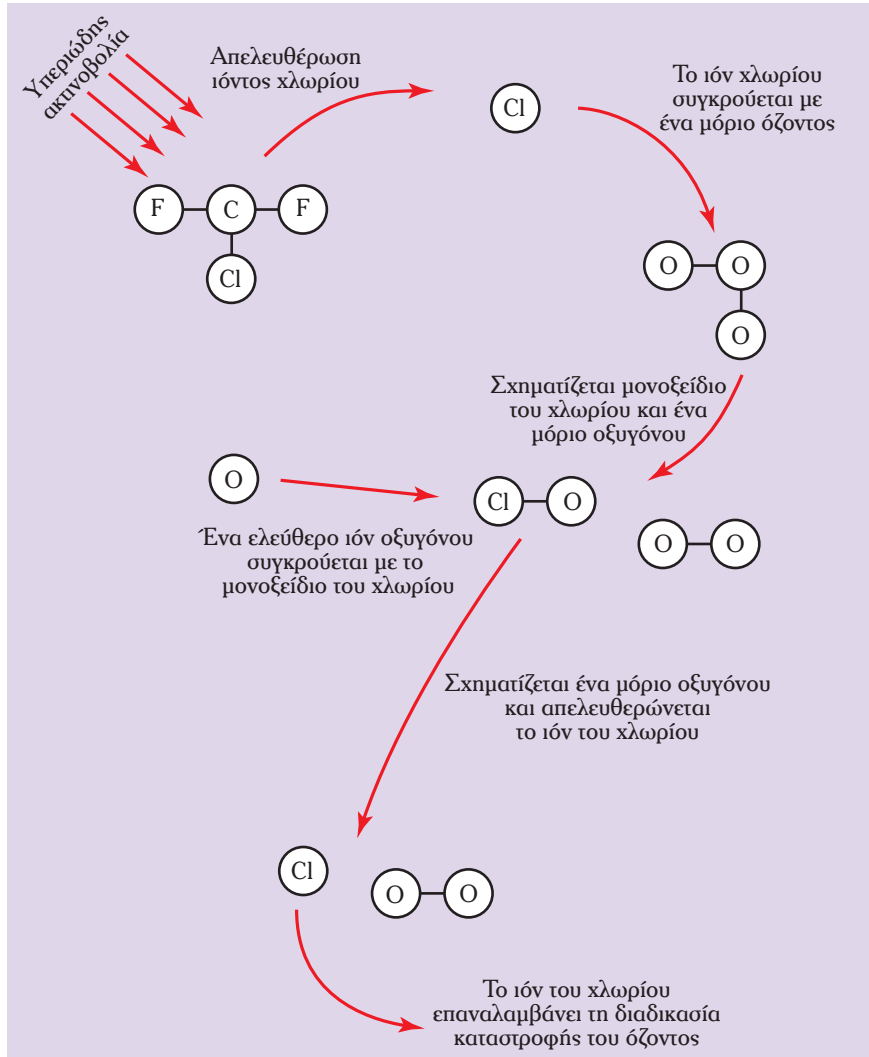 Υπεριώδης
ακτινοβολία
Απελευθέρωση
ιόντος χλωρίου
Cl
Το ιόν χλωρίου
συγκρούεται με
ένα μόριο όζοντος
F C F
Cl
O O
O
Σχηματίζεται μονοξείδιο
του χλωρίου και ένα
μόριο οξυγόνου
O
Cl O
O O
Ένα ελεύθερο ιόν οξυγόνου
συγκρούεται με το
μονοξείδιο του χλωρίου
Σχηματίζεται ένα μόριο οξυγόνου
και απελευθερώνεται
το ιόν του χλωρίου
Cl
O O
Το ιόν του χλωρίου
επαναλαμβάνει τη διαδικασία
καταστροφής του όζοντος